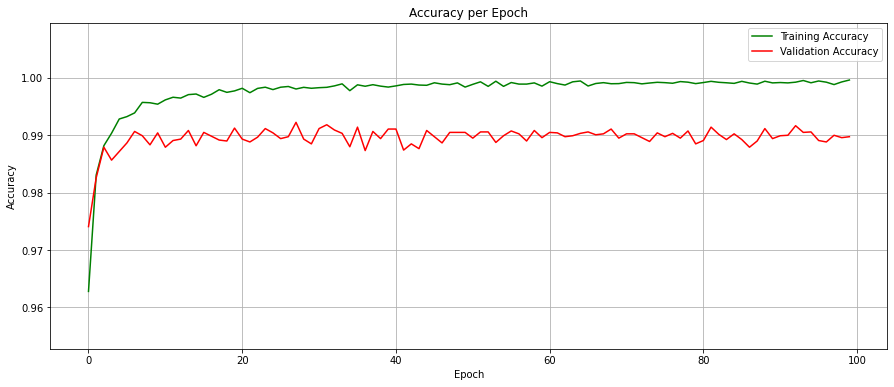 Accuracy per Epoch
Training Accuracy
Validation Accuracy
1.00
0.99
0.98
0.97
0.96
Accuracy
0 20 40 60 80 100
Epoch